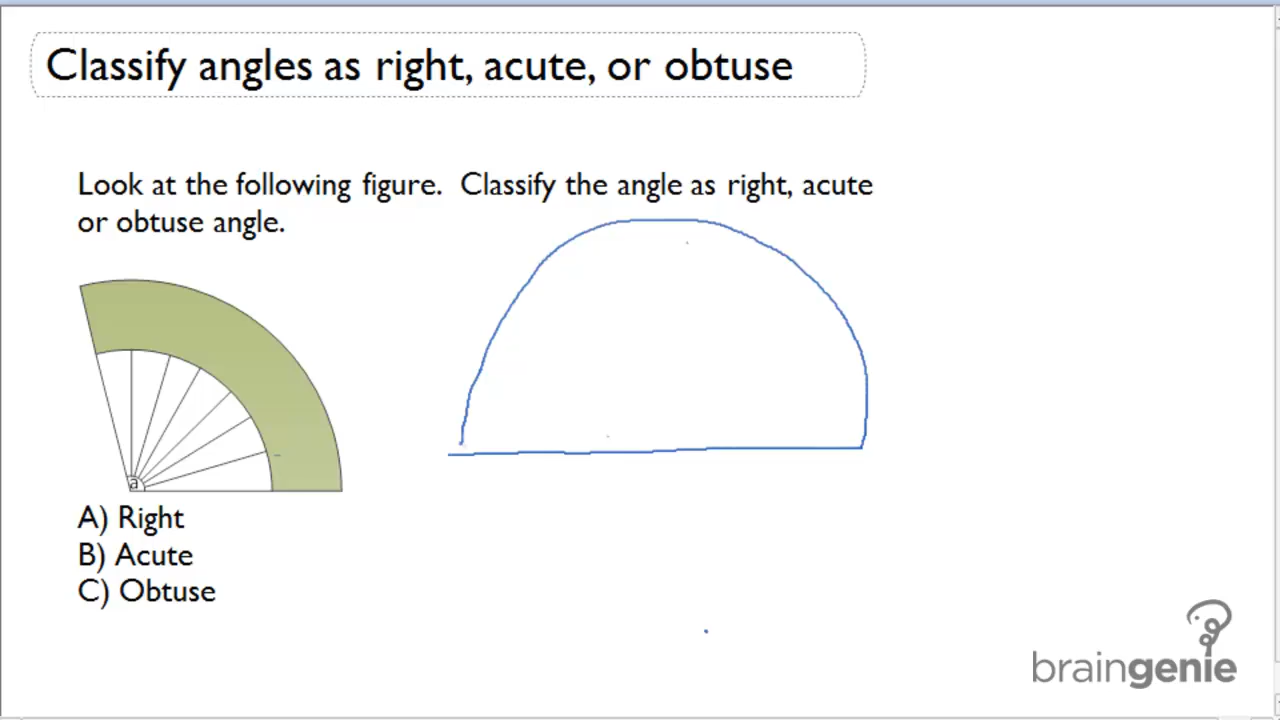 Classify angles as right, acute, or obtuse
Look at the following figure. Classify the angle as right, acute
or obtuse angle.
a
A) Right
B) Acute
C) Obtuse
braingenie